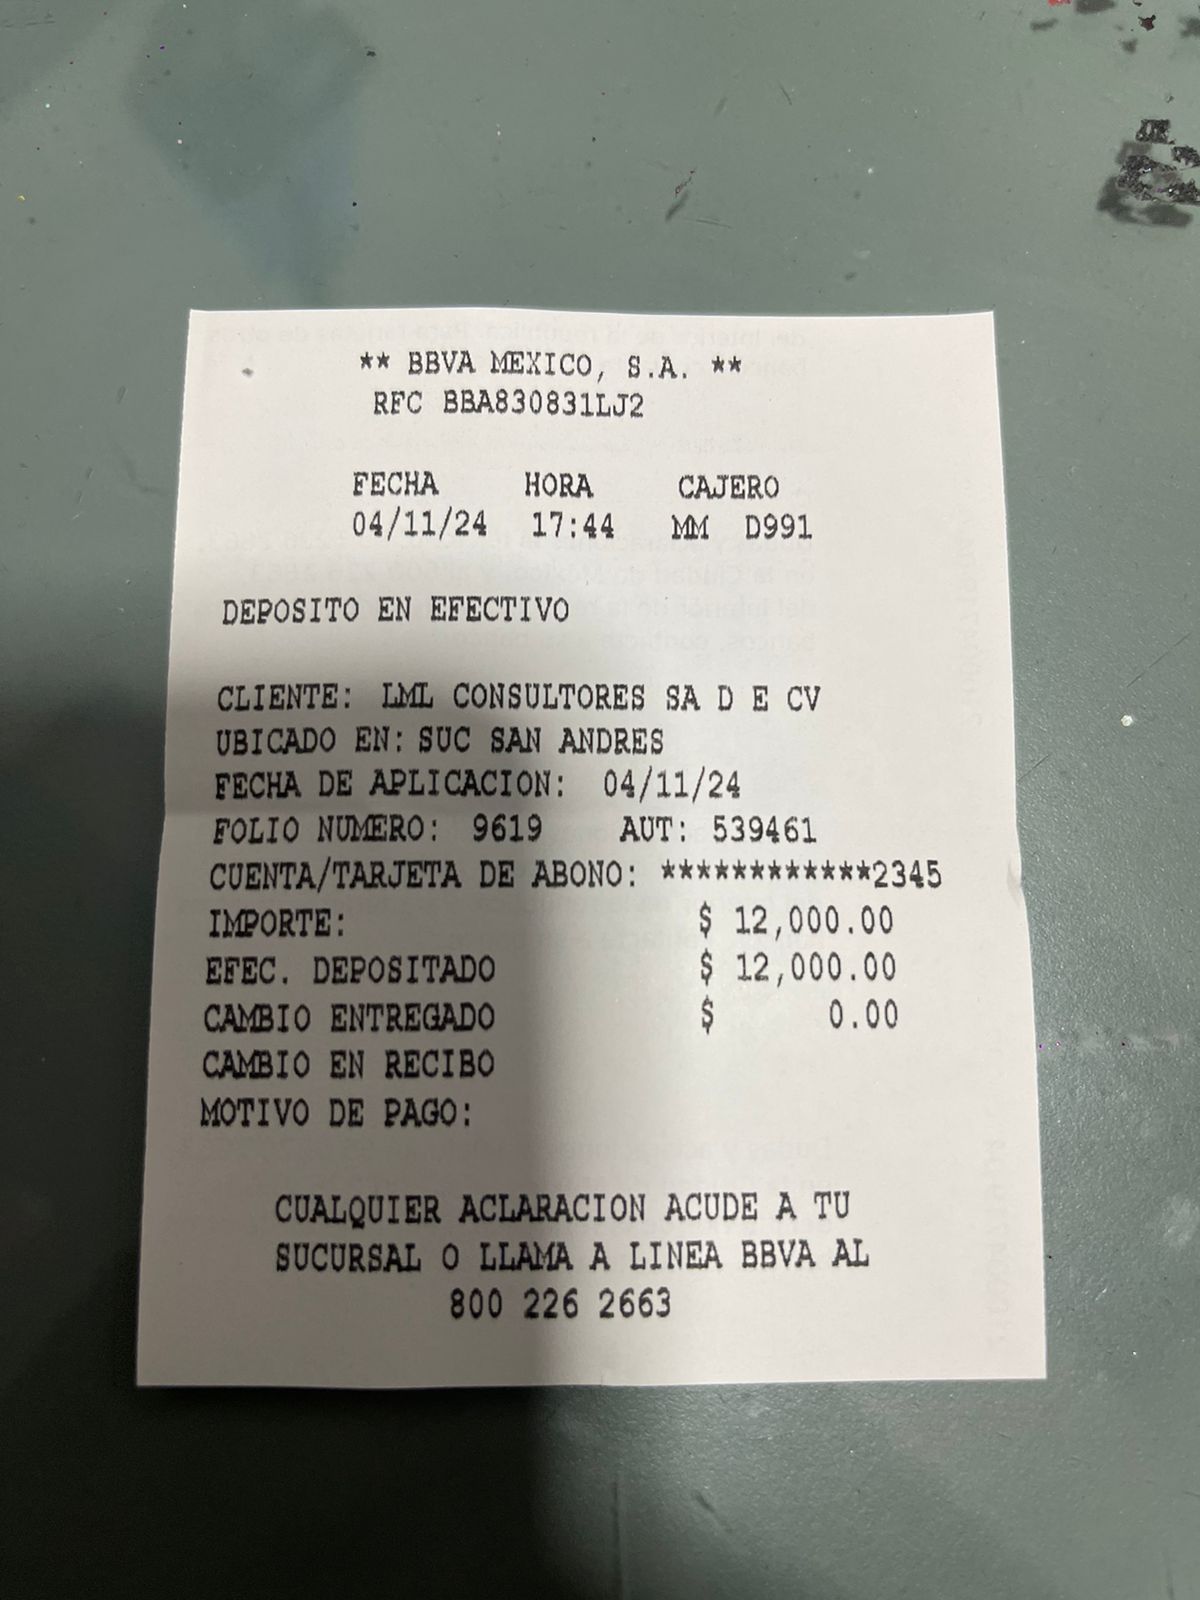 ** BBVA MEXICO, S.A. **
RFC BBA830831LJ2
FECHA HORA CAJERO
04/11/24 17:44 MM D991
DEPOSITO EN EFECTIVO
CLIENTE: LML CONSULTORES SA D E CV
UBICADO EN: SUC SAN ANDRES
FECHA DE APLICACION: 04/11/24
FOLIO NUMERO: 9619 AUT: 539461
CUENTA/TARJETA DE ABONO: ************2345
IMPORTE: $ 12,000.00
EFEC. DEPOSITADO $ 12,000.00
CAMBIO ENTREGADO $ 0.00
CAMBIO EN RECIBO
MOTIVO DE PAGO:
CUALQUIER ACLARACION ACUDE A TU
SUCURSAL O LLAMA A LINEA BBVA AL
800 226 2663